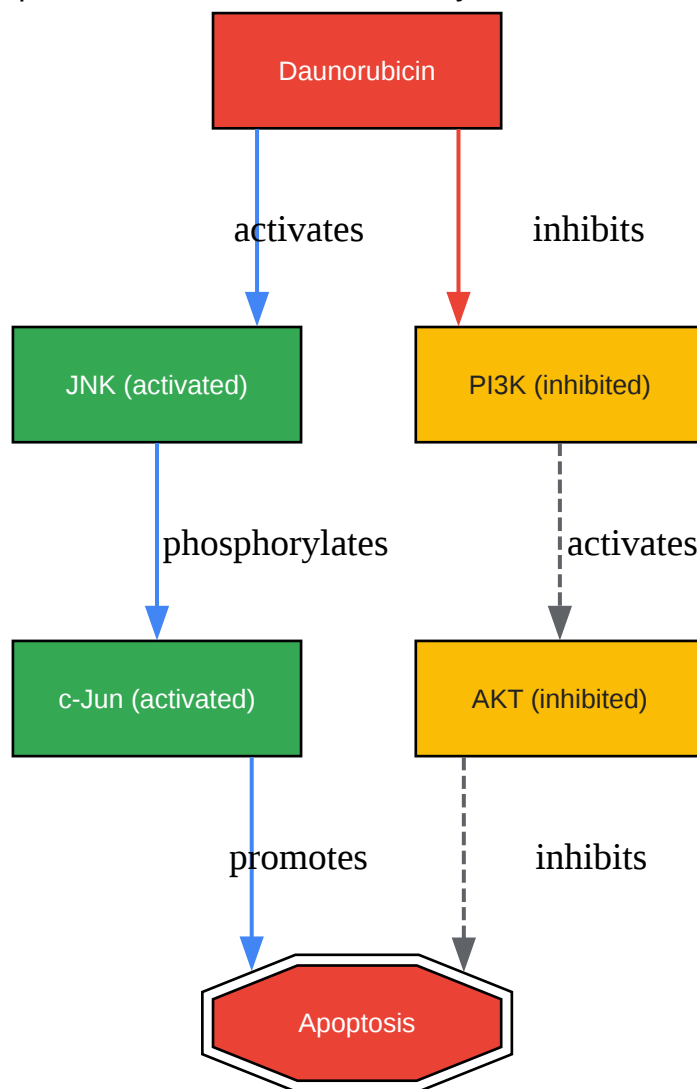 Daunorubicin
activates
inhibits
JNK (activated)
PI3K (inhibited)
phosphorylates
activates
c-Jun (activated)
AKT (inhibited)
promotes
inhibits
Apoptosis